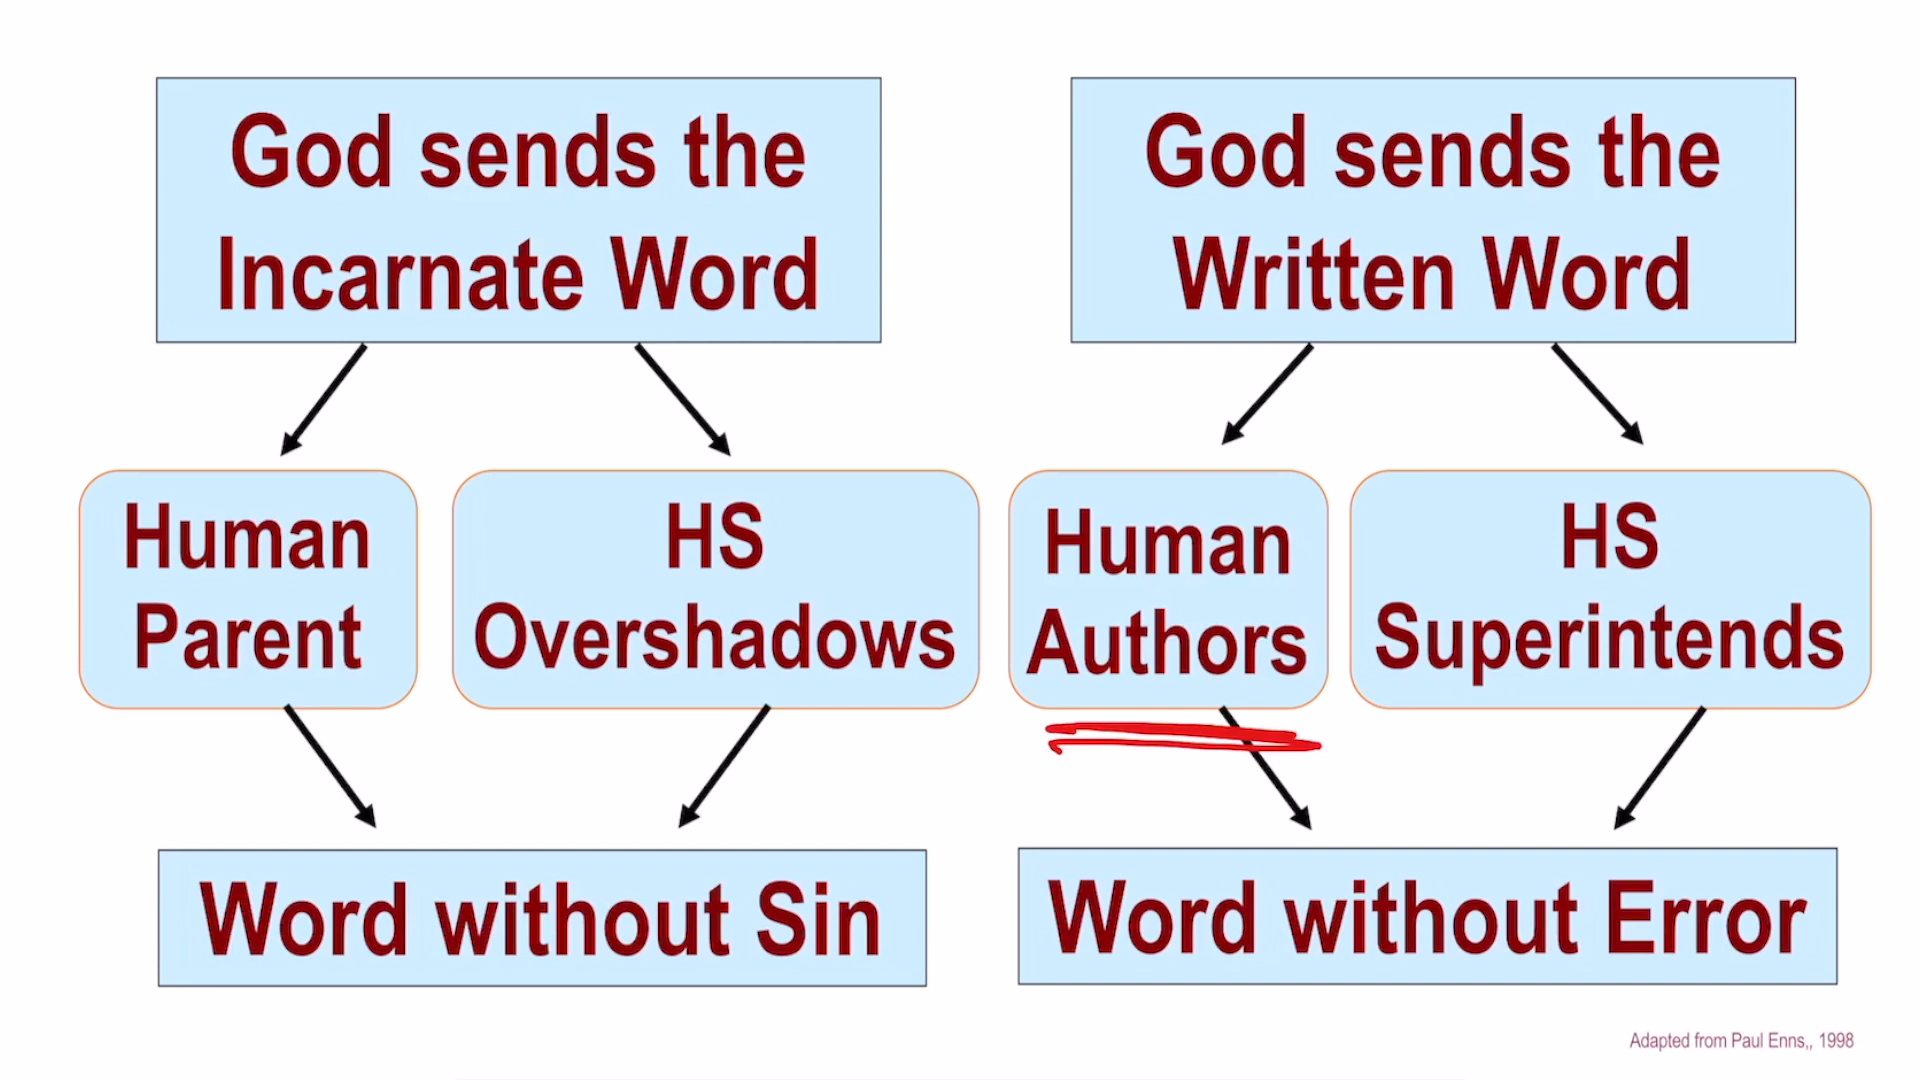 God sends the
Incarnate Word
God sends the
Written Word
Human
Parent
HS
Overshadows
Human
Authors
HS
Superintends
Word without Sin
Word without Error
Adapted from Paul Enns,, 1998